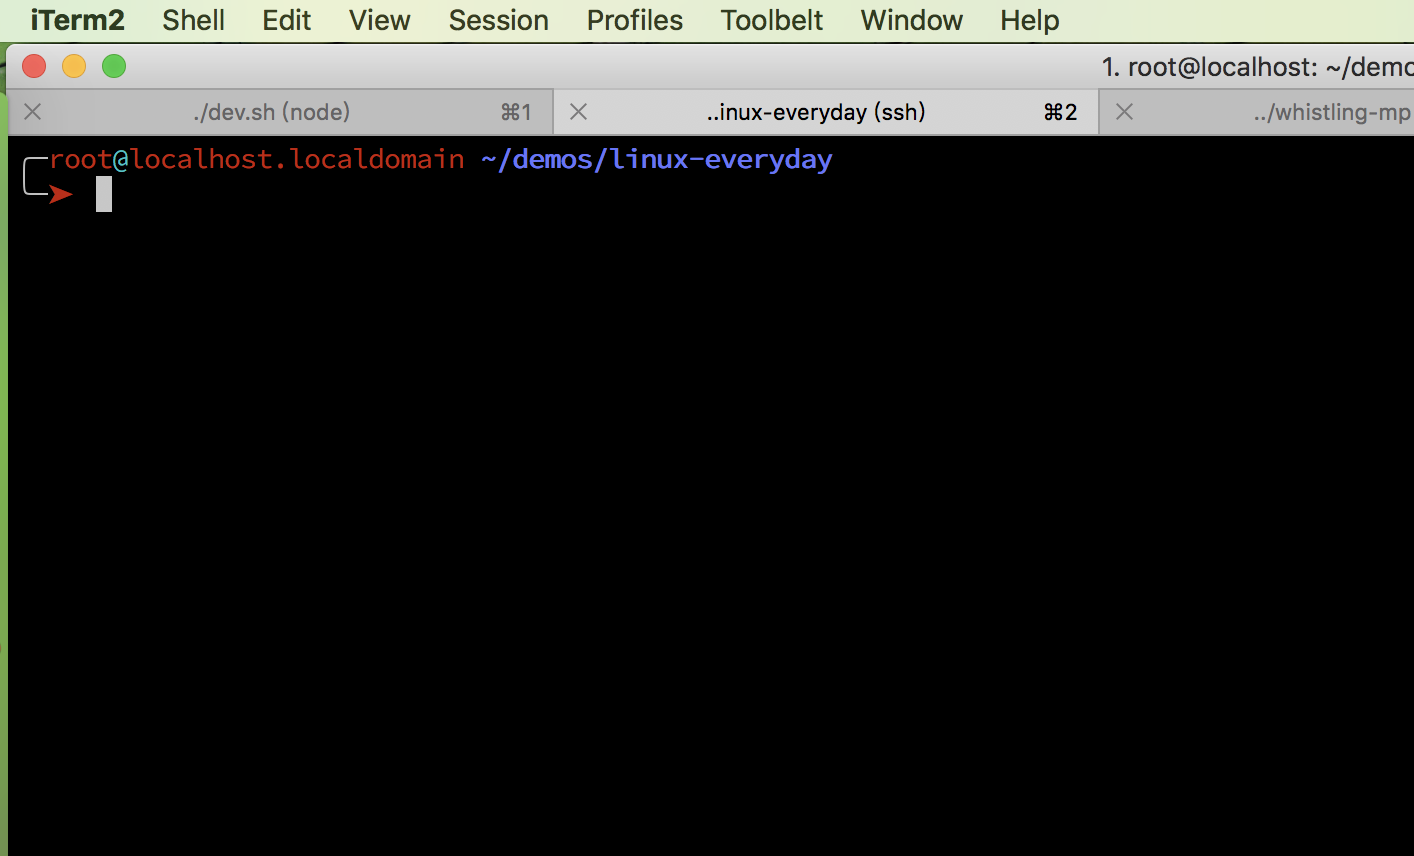 iTerm2 Shell Edit View Session Profiles Toolbelt Window Help
1. root@localhost: ~/demo
./dev.sh (node) ⌘1 ..inux-everyday (ssh) ⌘2 ../whistling-mp
root@localhost.localdomain ~/demos/linux-everyday
➤